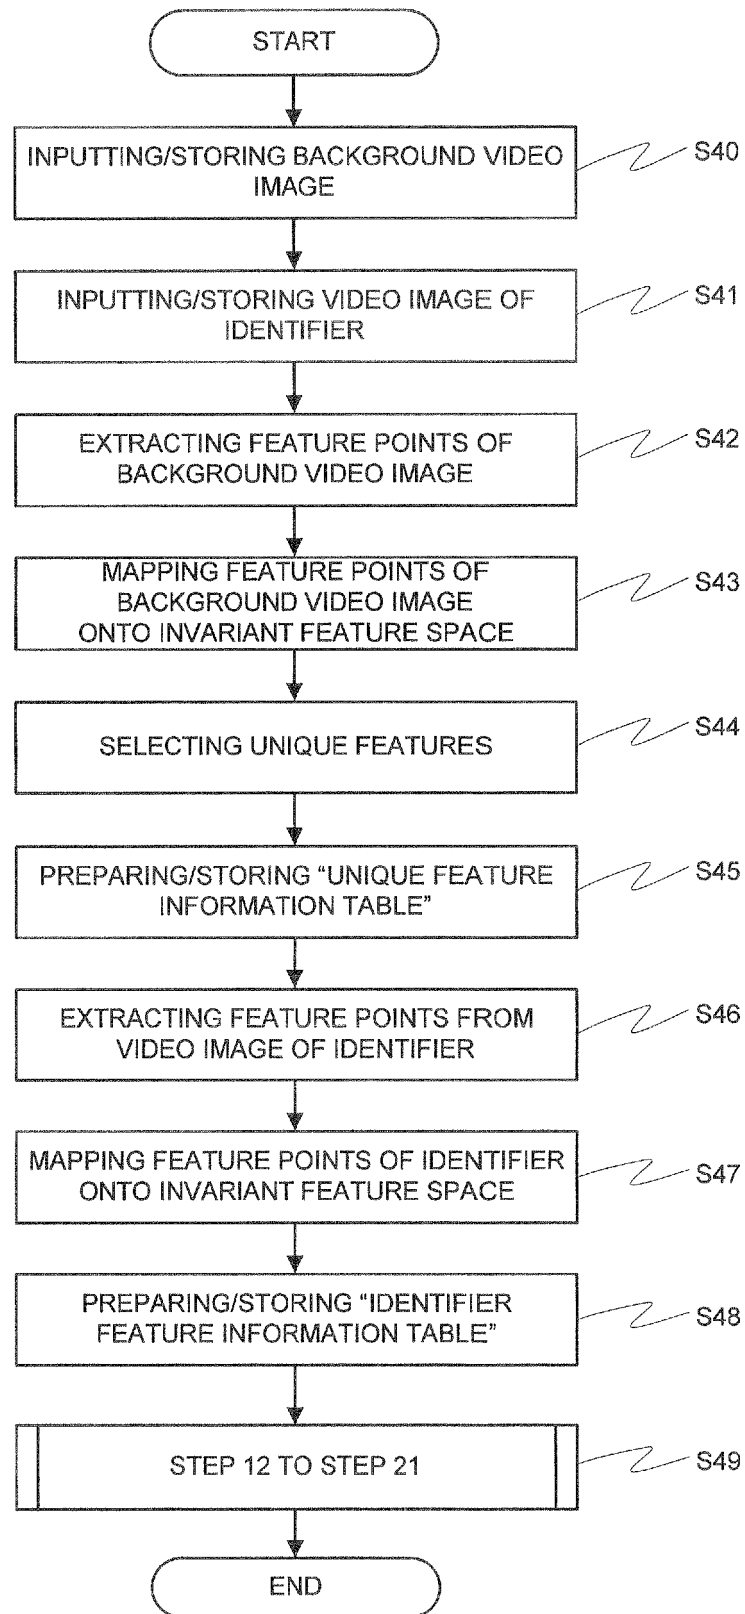 START
INPUTTING/STORING BACKGROUND VIDEO
IMAGE
S40
INPUTTING/STORING VIDEO IMAGE OF
IDENTIFIER
S41
EXTRACTING FEATURE POINTS OF
BACKGROUND VIDEO IMAGE
S42
MAPPING FEATURE POINTS OF
BACKGROUND VIDEO IMAGE
ONTO INVARIANT FEATURE SPACE
S43
SELECTING UNIQUE FEATURES
S44
PREPARING/STORING “UNIQUE FEATURE
INFORMATION TABLE”
S45
EXTRACTING FEATURE POINTS FROM
VIDEO IMAGE OF IDENTIFIER
S46
MAPPING FEATURE POINTS OF IDENTIFIER
ONTO INVARIANT FEATURE SPACE
S47
PREPARING/STORING “IDENTIFIER
FEATURE INFORMATION TABLE”
S48
STEP 12 TO STEP 21
S49
END